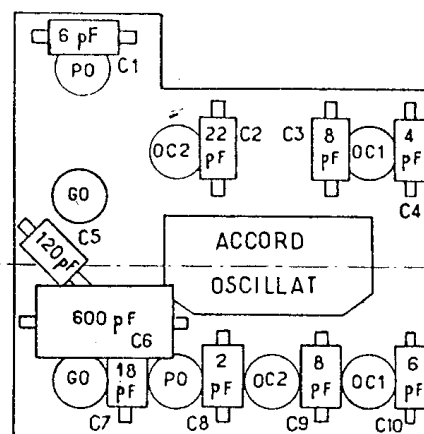 6 pF
PO
C1
OC2
22 pF
C2
C3
8 pF
OC1
4 pF
C4
GO
C5
120pF
ACCORD
OSCILLAT
600 pF
C6
GO
18 pF
PO
2 pF
OC2
8 pF
OC1
6 pF
C7
C8
C9
C10